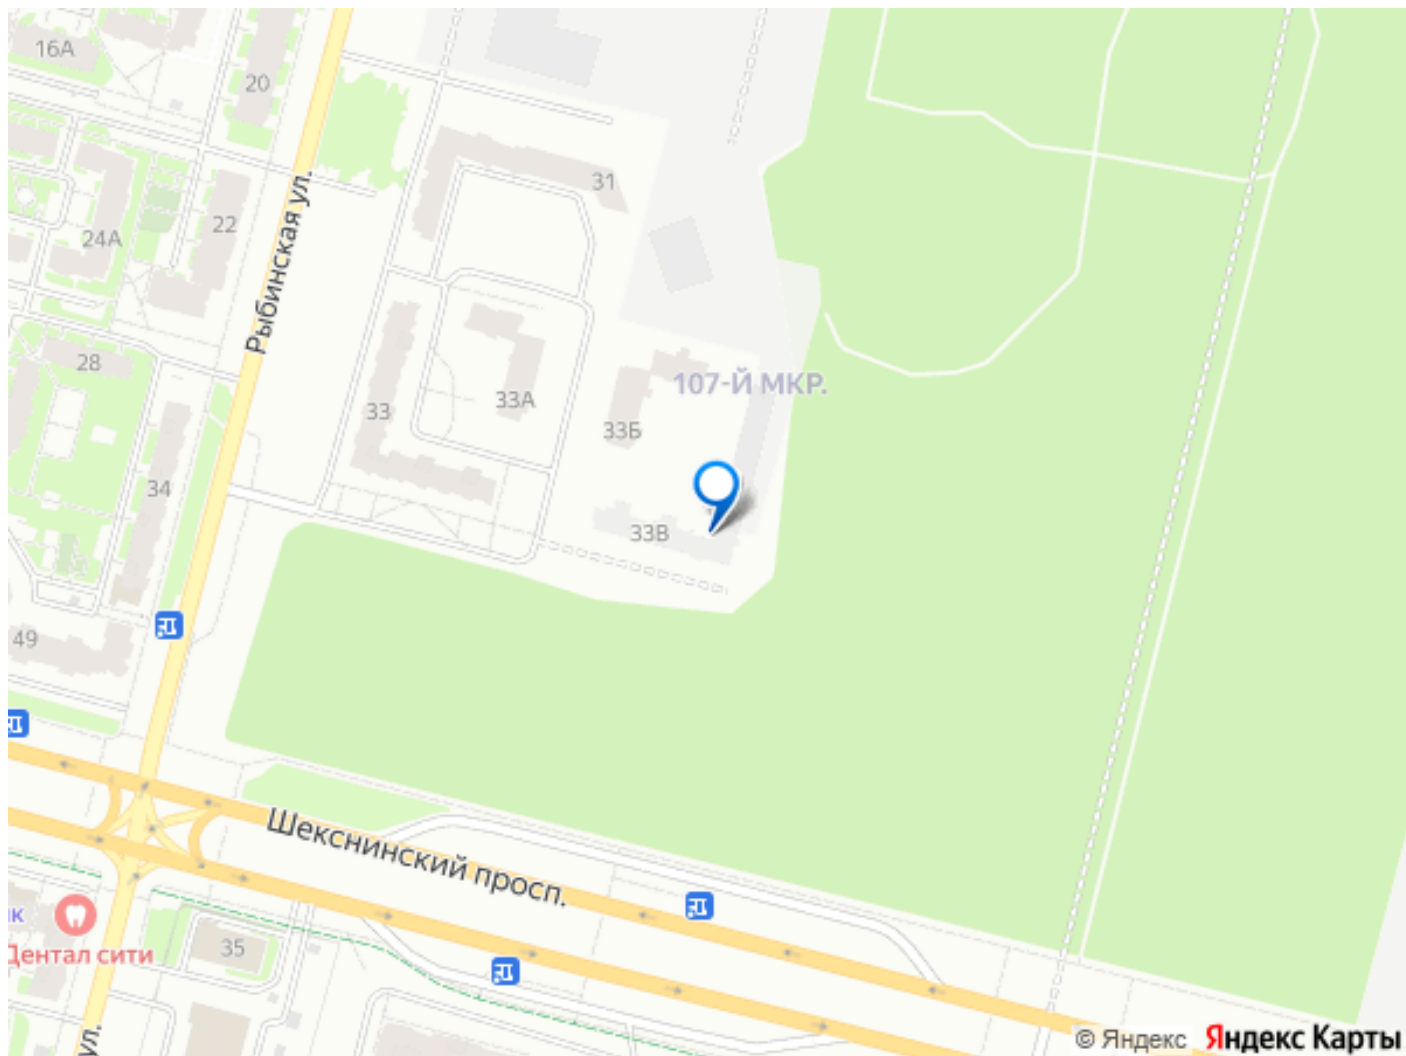 16А
20
31
22
24А
Рыбинская ул.
28
107-Й МКР.
33А
33
33Б
34
33В
49
Шекснинский просп.
ик
Дентал сити
35
ул.
© Яндекс Яндекс Карты